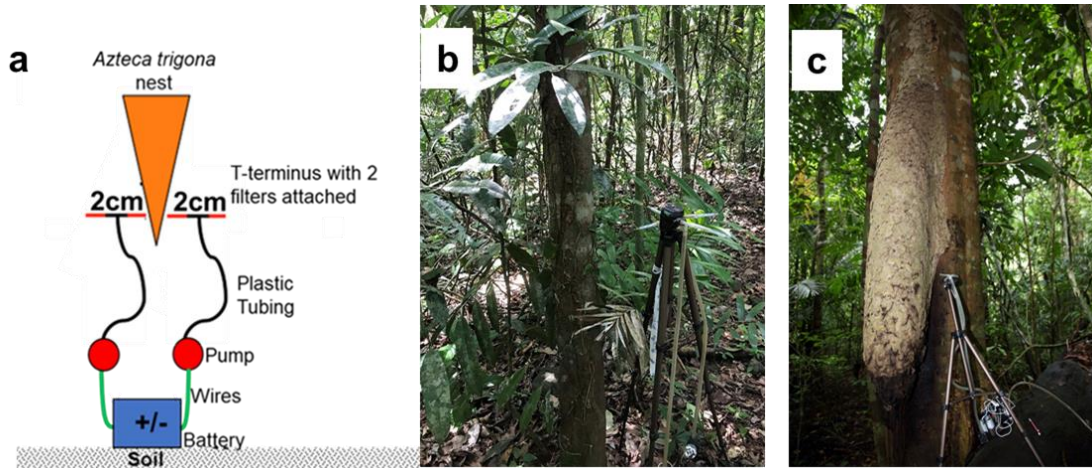 a
Azteca trigona
nest
T-terminus with 2
filters attached
2cm
2cm
Plastic
Tubing
Pump
Wires
+/-
Battery
Soil
b
c